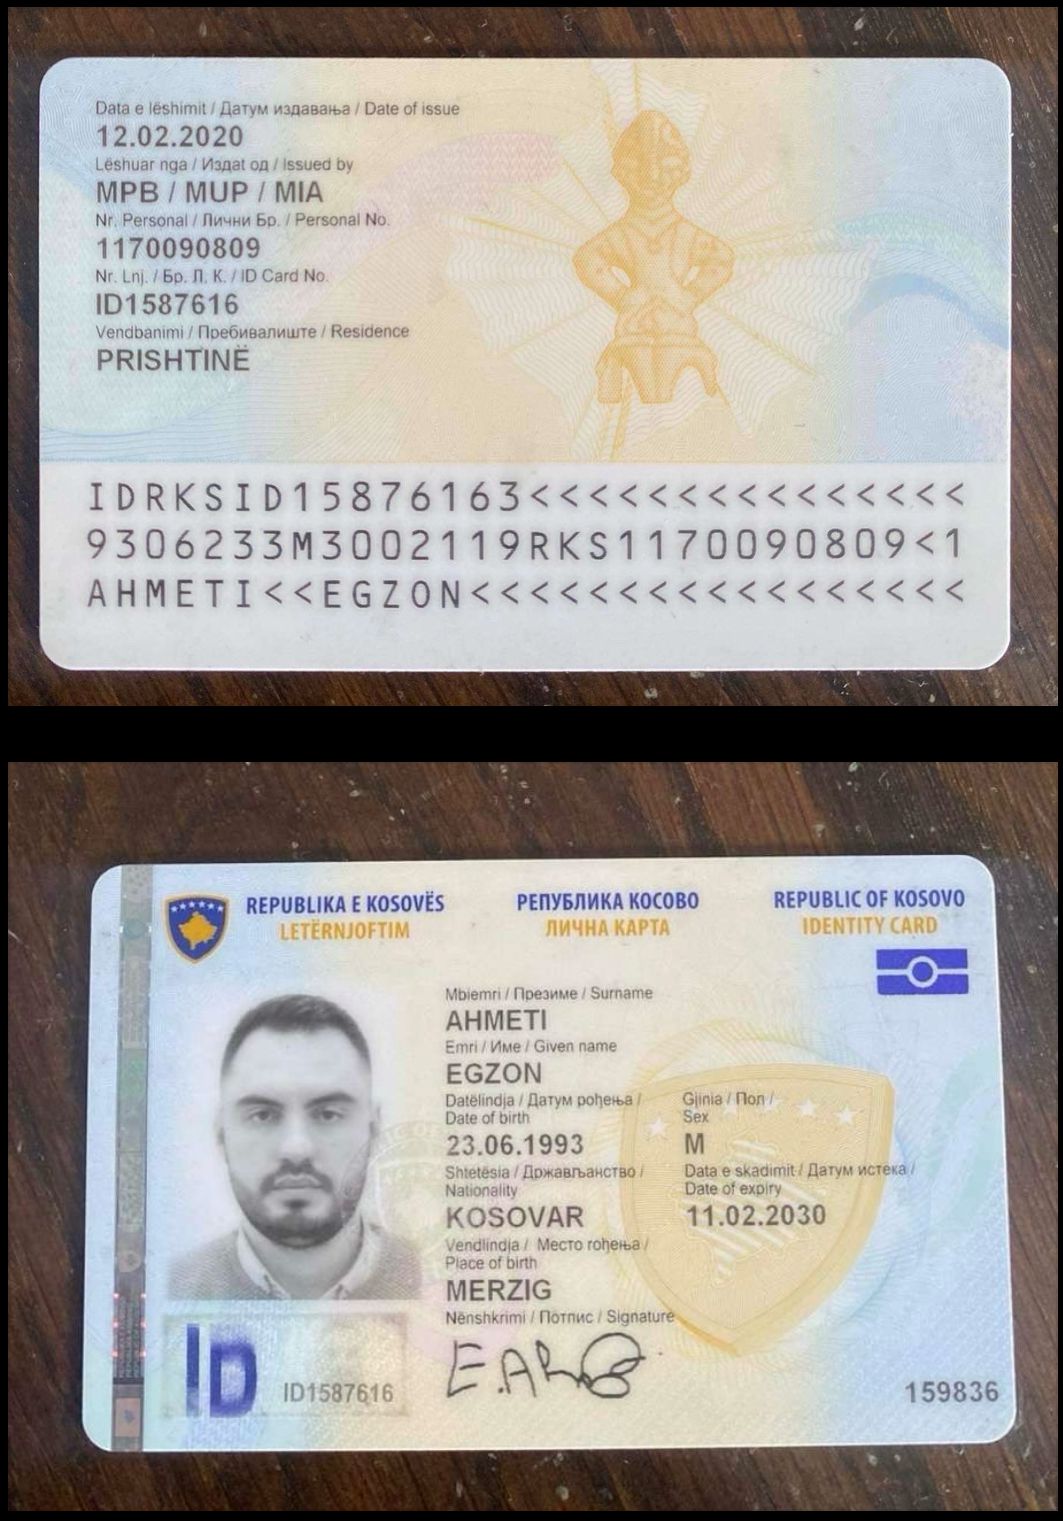 Data e lëshimit / Датум издавања / Date of issue
12.02.2020
Lëshuar nga / Издат од / Issued by
MPB / MUP / MIA
Nr. Personal / Лични Бр. / Personal No.
1170090809
Nr. Lnj. / Бр. Л. К. / ID Card No.
ID1587616
Vendbanimi / Пребивалиште / Residence
PRISHTINË
IDRKSID15876163<<<<<<<<<<<<<<<
9306233M3002119RKS1170090809<1
AHMETI<<EGZON<<<<<<<<<<<<<<<<<
REPUBLIKA E KOSOVËS
LETËRNJOFTIM
РЕПУБЛИКА КОСОВО
ЛИЧНА КАРТА
REPUBLIC OF KOSOVO
IDENTITY CARD
Mbiemri / Презиме / Surname
AHMETI
Emri / Име / Given name
EGZON
Datëlindja / Датум рођења /
Date of birth
23.06.1993
Gjinia / Пол /
Sex
M
Shtetësia / Држављанство /
Nationality
KOSOVAR
Data e skadimit / Датум истека /
Date of expiry
11.02.2030
Vendlindja / Место рођења /
Place of birth
MERZIG
Nënshkrimi / Потпис / Signature
ID
ID1587616
159836